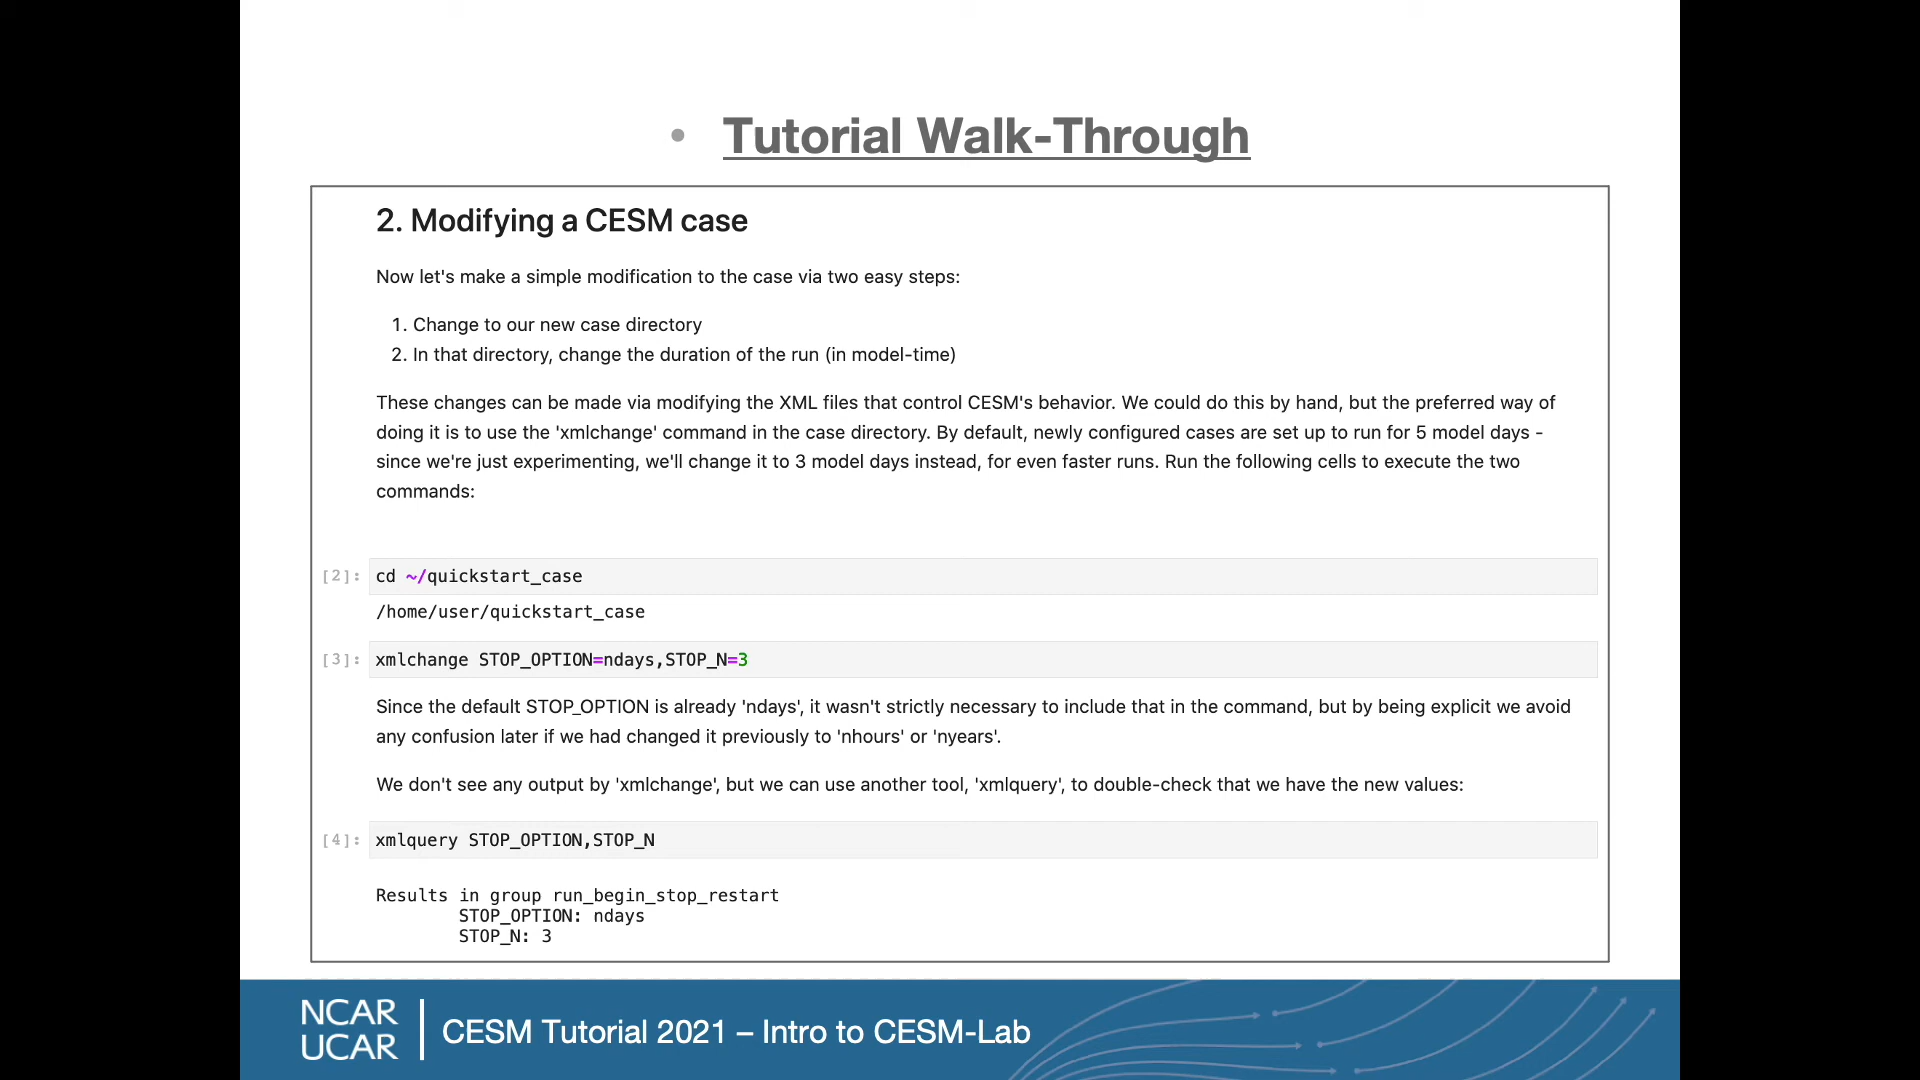 • Tutorial Walk-Through
2. Modifying a CESM case
Now let's make a simple modification to the case via two easy steps:
1. Change to our new case directory
2. In that directory, change the duration of the run (in model-time)
These changes can be made via modifying the XML files that control CESM's behavior. We could do this by hand, but the preferred way of
doing it is to use the 'xmlchange' command in the case directory. By default, newly configured cases are set up to run for 5 model days -
since we're just experimenting, we'll change it to 3 model days instead, for even faster runs. Run the following cells to execute the two
commands:
[2]: cd ~/quickstart_case
/home/user/quickstart_case
[3]: xmlchange STOP_OPTION=ndays,STOP_N=3
Since the default STOP_OPTION is already 'ndays', it wasn't strictly necessary to include that in the command, but by being explicit we avoid
any confusion later if we had changed it previously to 'nhours' or 'nyears'.
We don't see any output by 'xmlchange', but we can use another tool, 'xmlquery', to double-check that we have the new values:
[4]: xmlquery STOP_OPTION,STOP_N
Results in group run_begin_stop_restart
STOP_OPTION: ndays
STOP_N: 3
NCAR
UCAR
CESM Tutorial 2021 – Intro to CESM-Lab